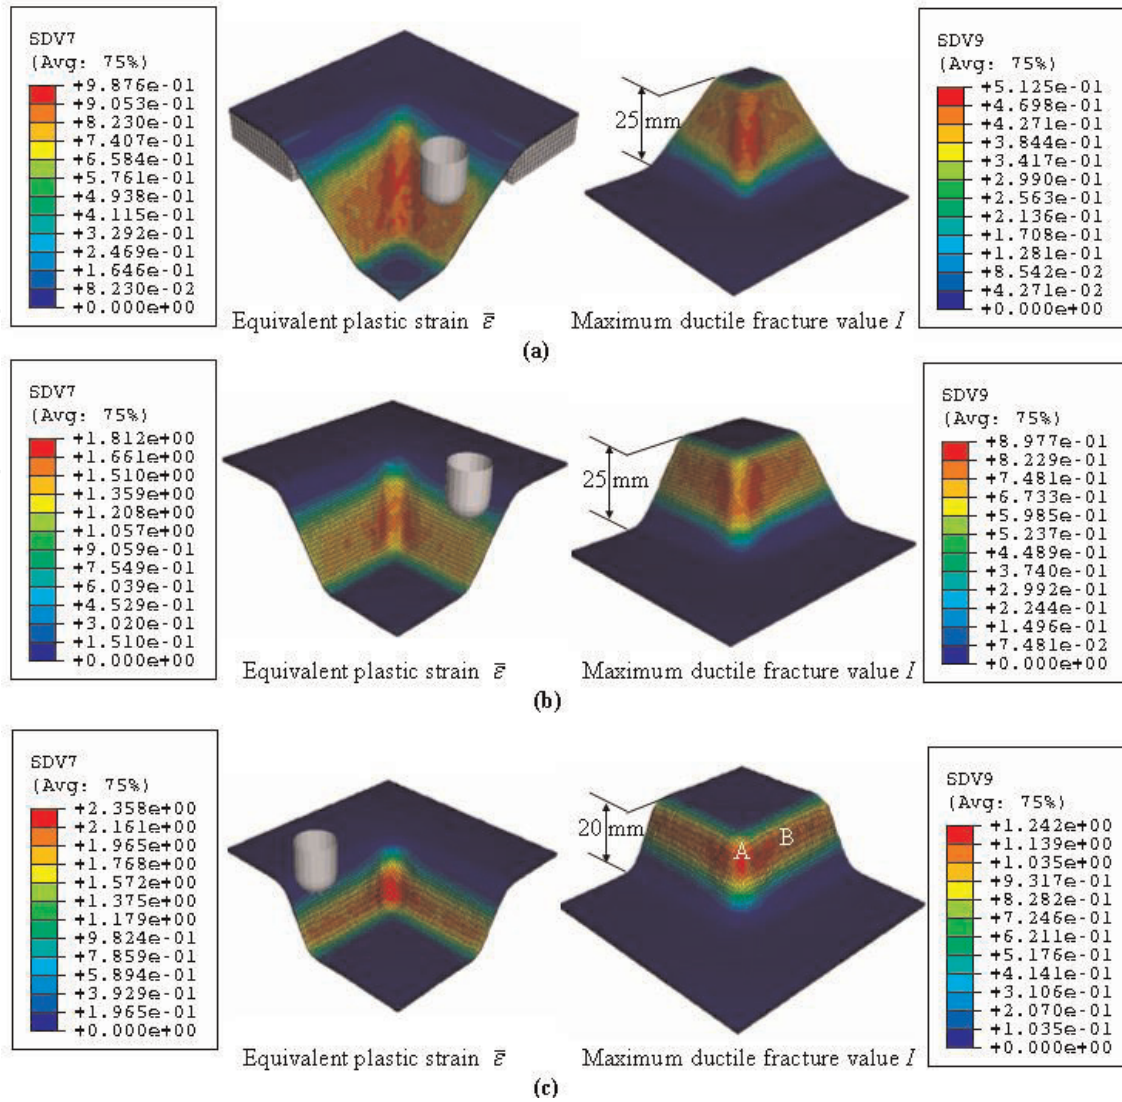 SDV7
(Avg: 75%)
+9.876e-01
+9.053e-01
+8.230e-01
+7.407e-01
+6.584e-01
+5.761e-01
+4.938e-01
+4.115e-01
+3.292e-01
+2.469e-01
+1.646e-01
+8.230e-02
+0.000e+00
25 mm
SDV9
(Avg: 75%)
+5.125e-01
+4.698e-01
+4.271e-01
+3.844e-01
+3.417e-01
+2.990e-01
+2.563e-01
+2.136e-01
+1.708e-01
+1.281e-01
+8.542e-02
+4.271e-02
+0.000e+00
Equivalent plastic strain ε̅
Maximum ductile fracture value I
(a)
SDV7
(Avg: 75%)
+1.812e+00
+1.661e+00
+1.510e+00
+1.359e+00
+1.208e+00
+1.057e+00
+9.059e-01
+7.549e-01
+6.039e-01
+4.529e-01
+3.020e-01
+1.510e-01
+0.000e+00
25 mm
SDV9
(Avg: 75%)
+8.977e-01
+8.229e-01
+7.481e-01
+6.733e-01
+5.985e-01
+5.237e-01
+4.489e-01
+3.740e-01
+2.992e-01
+2.244e-01
+1.496e-01
+7.481e-02
+0.000e+00
Equivalent plastic strain ε̅
Maximum ductile fracture value I
(b)
SDV7
(Avg: 75%)
+2.358e+00
+2.161e+00
+1.965e+00
+1.768e+00
+1.572e+00
+1.375e+00
+1.179e+00
+9.824e-01
+7.859e-01
+5.894e-01
+3.929e-01
+1.965e-01
+0.000e+00
20 mm
A
B
SDV9
(Avg: 75%)
+1.242e+00
+1.139e+00
+1.035e+00
+9.317e-01
+8.282e-01
+7.246e-01
+6.211e-01
+5.176e-01
+4.141e-01
+3.106e-01
+2.070e-01
+1.035e-01
+0.000e+00
Equivalent plastic strain ε̅
Maximum ductile fracture value I
(c)